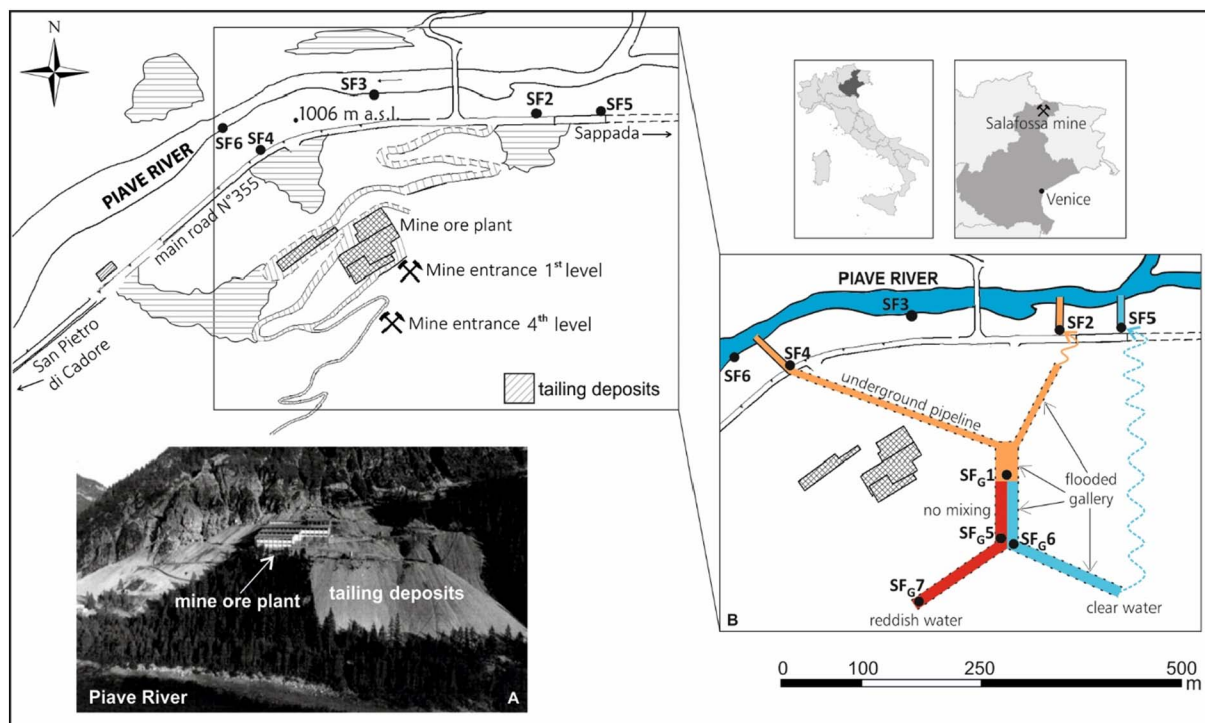 N
SF3
1006 m a.s.l.
SF2
SF5
Sappada
SF6
SF4
PIAVE RIVER
main road N°355
Mine ore plant
Mine entrance 1st level
Mine entrance 4th level
San Pietro
di Cadore
tailing deposits
Salafossa mine
Venice
mine ore plant
tailing deposits
Piave River
A
PIAVE RIVER
SF3
SF2
SF5
SF4
SF6
underground pipeline
SFG1
flooded
gallery
no mixing
SFG5
SFG6
SFG7
clear water
reddish water
B
0 100 250 500
m